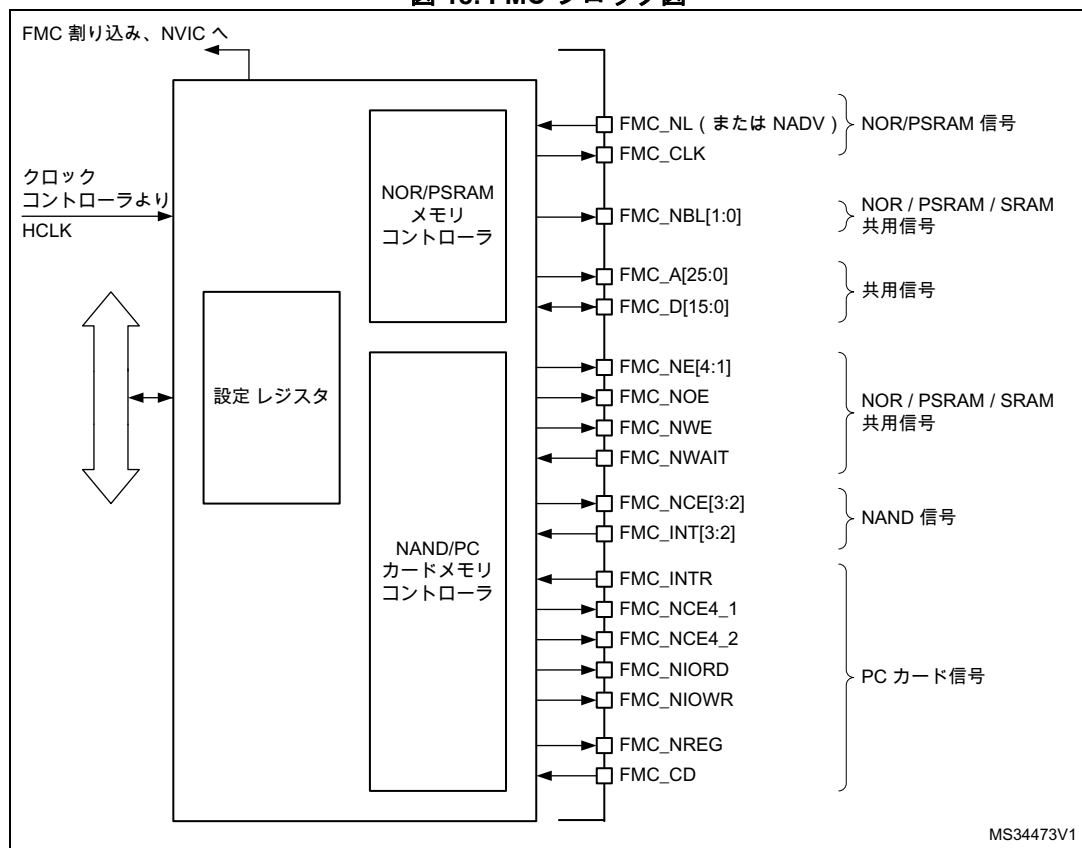 FMC 割り込み、NVIC へ
クロック
コントローラより
HCLK
設定 レジスタ
NOR/PSRAM
メモリ
コントローラ
NAND/PC
カードメモリ
コントローラ
FMC_NL ( または NADV )
FMC_CLK
NOR/PSRAM 信号
FMC_NBL[1:0]
NOR / PSRAM / SRAM
共用信号
FMC_A[25:0]
FMC_D[15:0]
共用信号
FMC_NE[4:1]
FMC_NOE
FMC_NWE
FMC_NWAIT
NOR / PSRAM / SRAM
共用信号
FMC_NCE[3:2]
FMC_INT[3:2]
NAND 信号
FMC_INTR
FMC_NCE4_1
FMC_NCE4_2
FMC_NIORD
FMC_NIOWR
FMC_NREG
FMC_CD
PC カード信号
MS34473V1